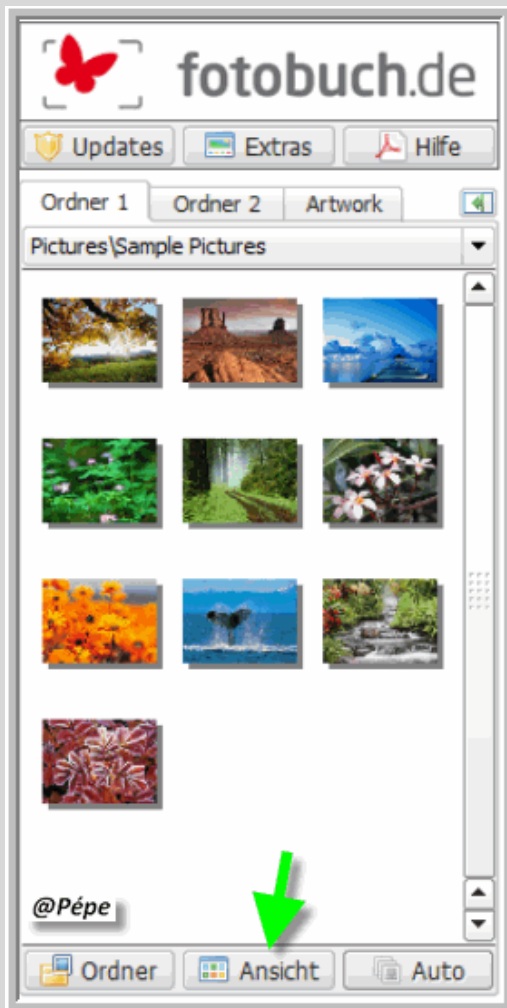 fotobuch.de
Updates Extras Hilfe
Ordner 1 Ordner 2 Artwork
Pictures\Sample Pictures
@Pépe
Ordner Ansicht Auto